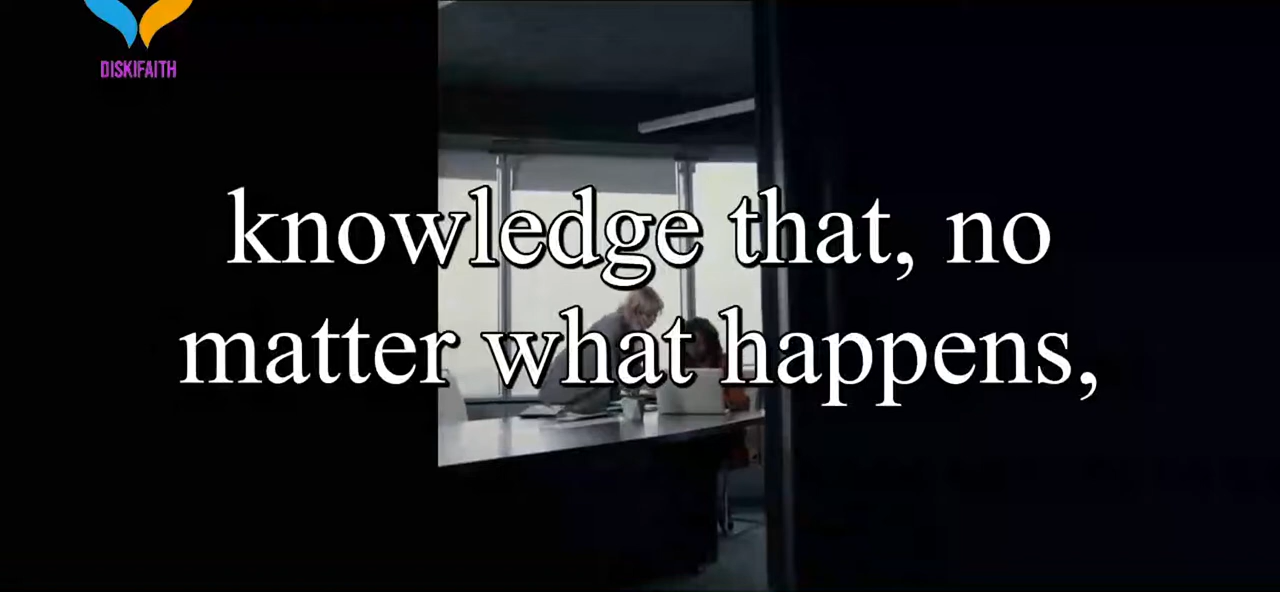 DISKIFAITH
knowledge that, no
matter what happens,